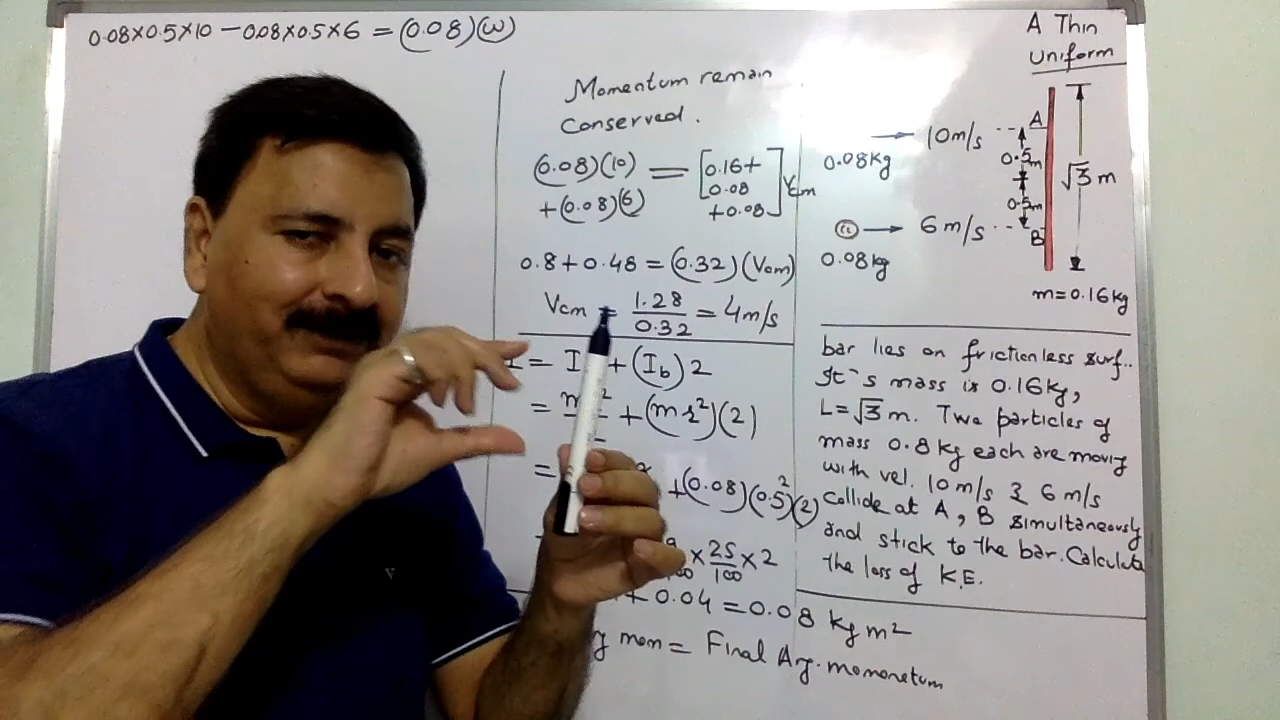 0.08×0.5×10 − 0.08×0.5×6 = (0.08)(ω)
Momentum remain
conserved.
(0.08)(10) = [0.16+
+(0.08)(6) 0.08
+0.08] Vcm
0.8 + 0.48 = (0.32)(Vcm)
Vcm = 1.28/0.32 = 4m/s
= I + (Ib) 2
= + (mr²)(2)
= +(0.08)(0.5²)(2)
×25/100×2
+ 0.04 = 0.08 kg m²
mom = Final Ang. momonetum
A Thin
Uniform
A
10m/s
0.08kg
0.5m
√3 m
0.5m
6 m/s
B
0.08kg
m=0.16kg
bar lies on frictionless surf..
It's mass is 0.16kg,
L=√3 m. Two particles of
mass 0.8 kg each are moving
with vel. 10 m/s & 6 m/s
Collide at A, B simultaneously
and stick to the bar. Calculate
the loss of K.E.